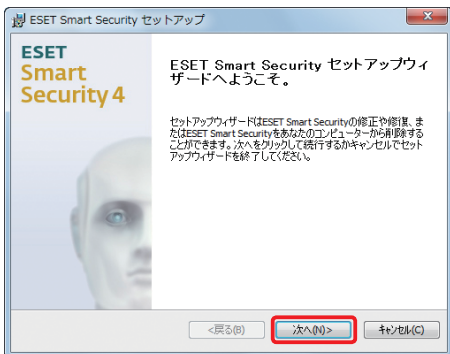 ESET Smart Security セットアップ
ESET
Smart
Security 4
ESET Smart Security セットアップウィ
ザードへようこそ。
セットアップウィザードはESET Smart Securityの修正や修復、ま
たはESET Smart Securityをあなたのコンピューターから削除する
ことができます。次へをクリックして続行するかキャンセルでセット
アップウィザードを終了してください。
<戻る(B)
次へ(N)>
キャンセル(C)